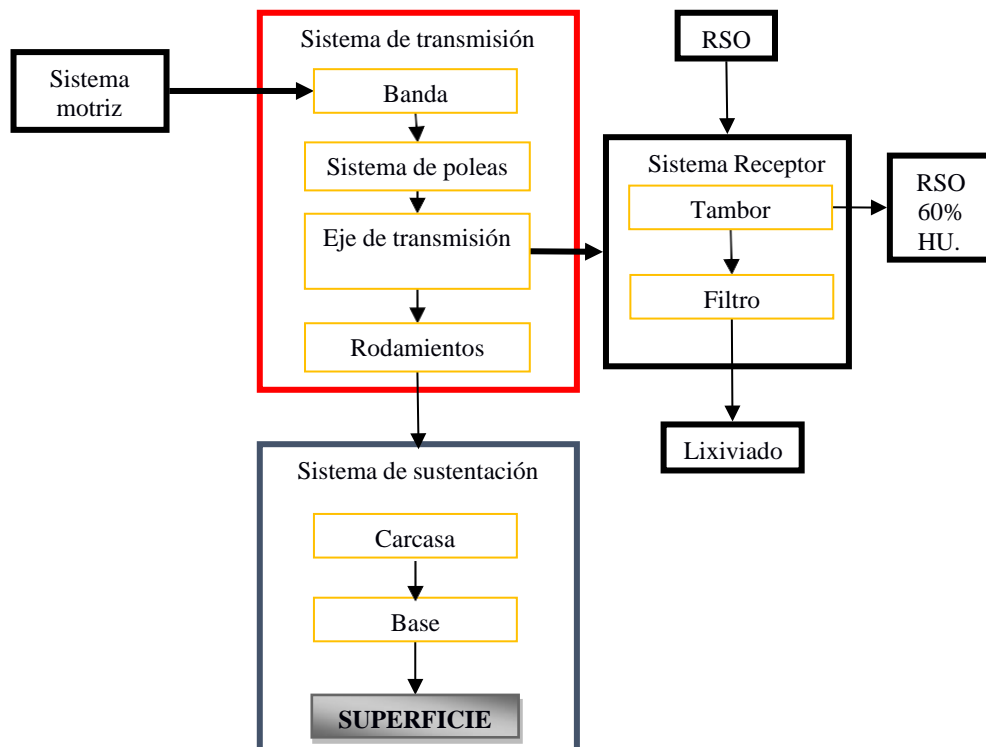 Sistema de transmisión
RSO
Sistema
motriz
Banda
Sistema de poleas
Eje de transmisión
Rodamientos
Sistema Receptor
Tambor
Filtro
RSO
60%
HU.
Lixiviado
Sistema de sustentación
Carcasa
Base
SUPERFICIE